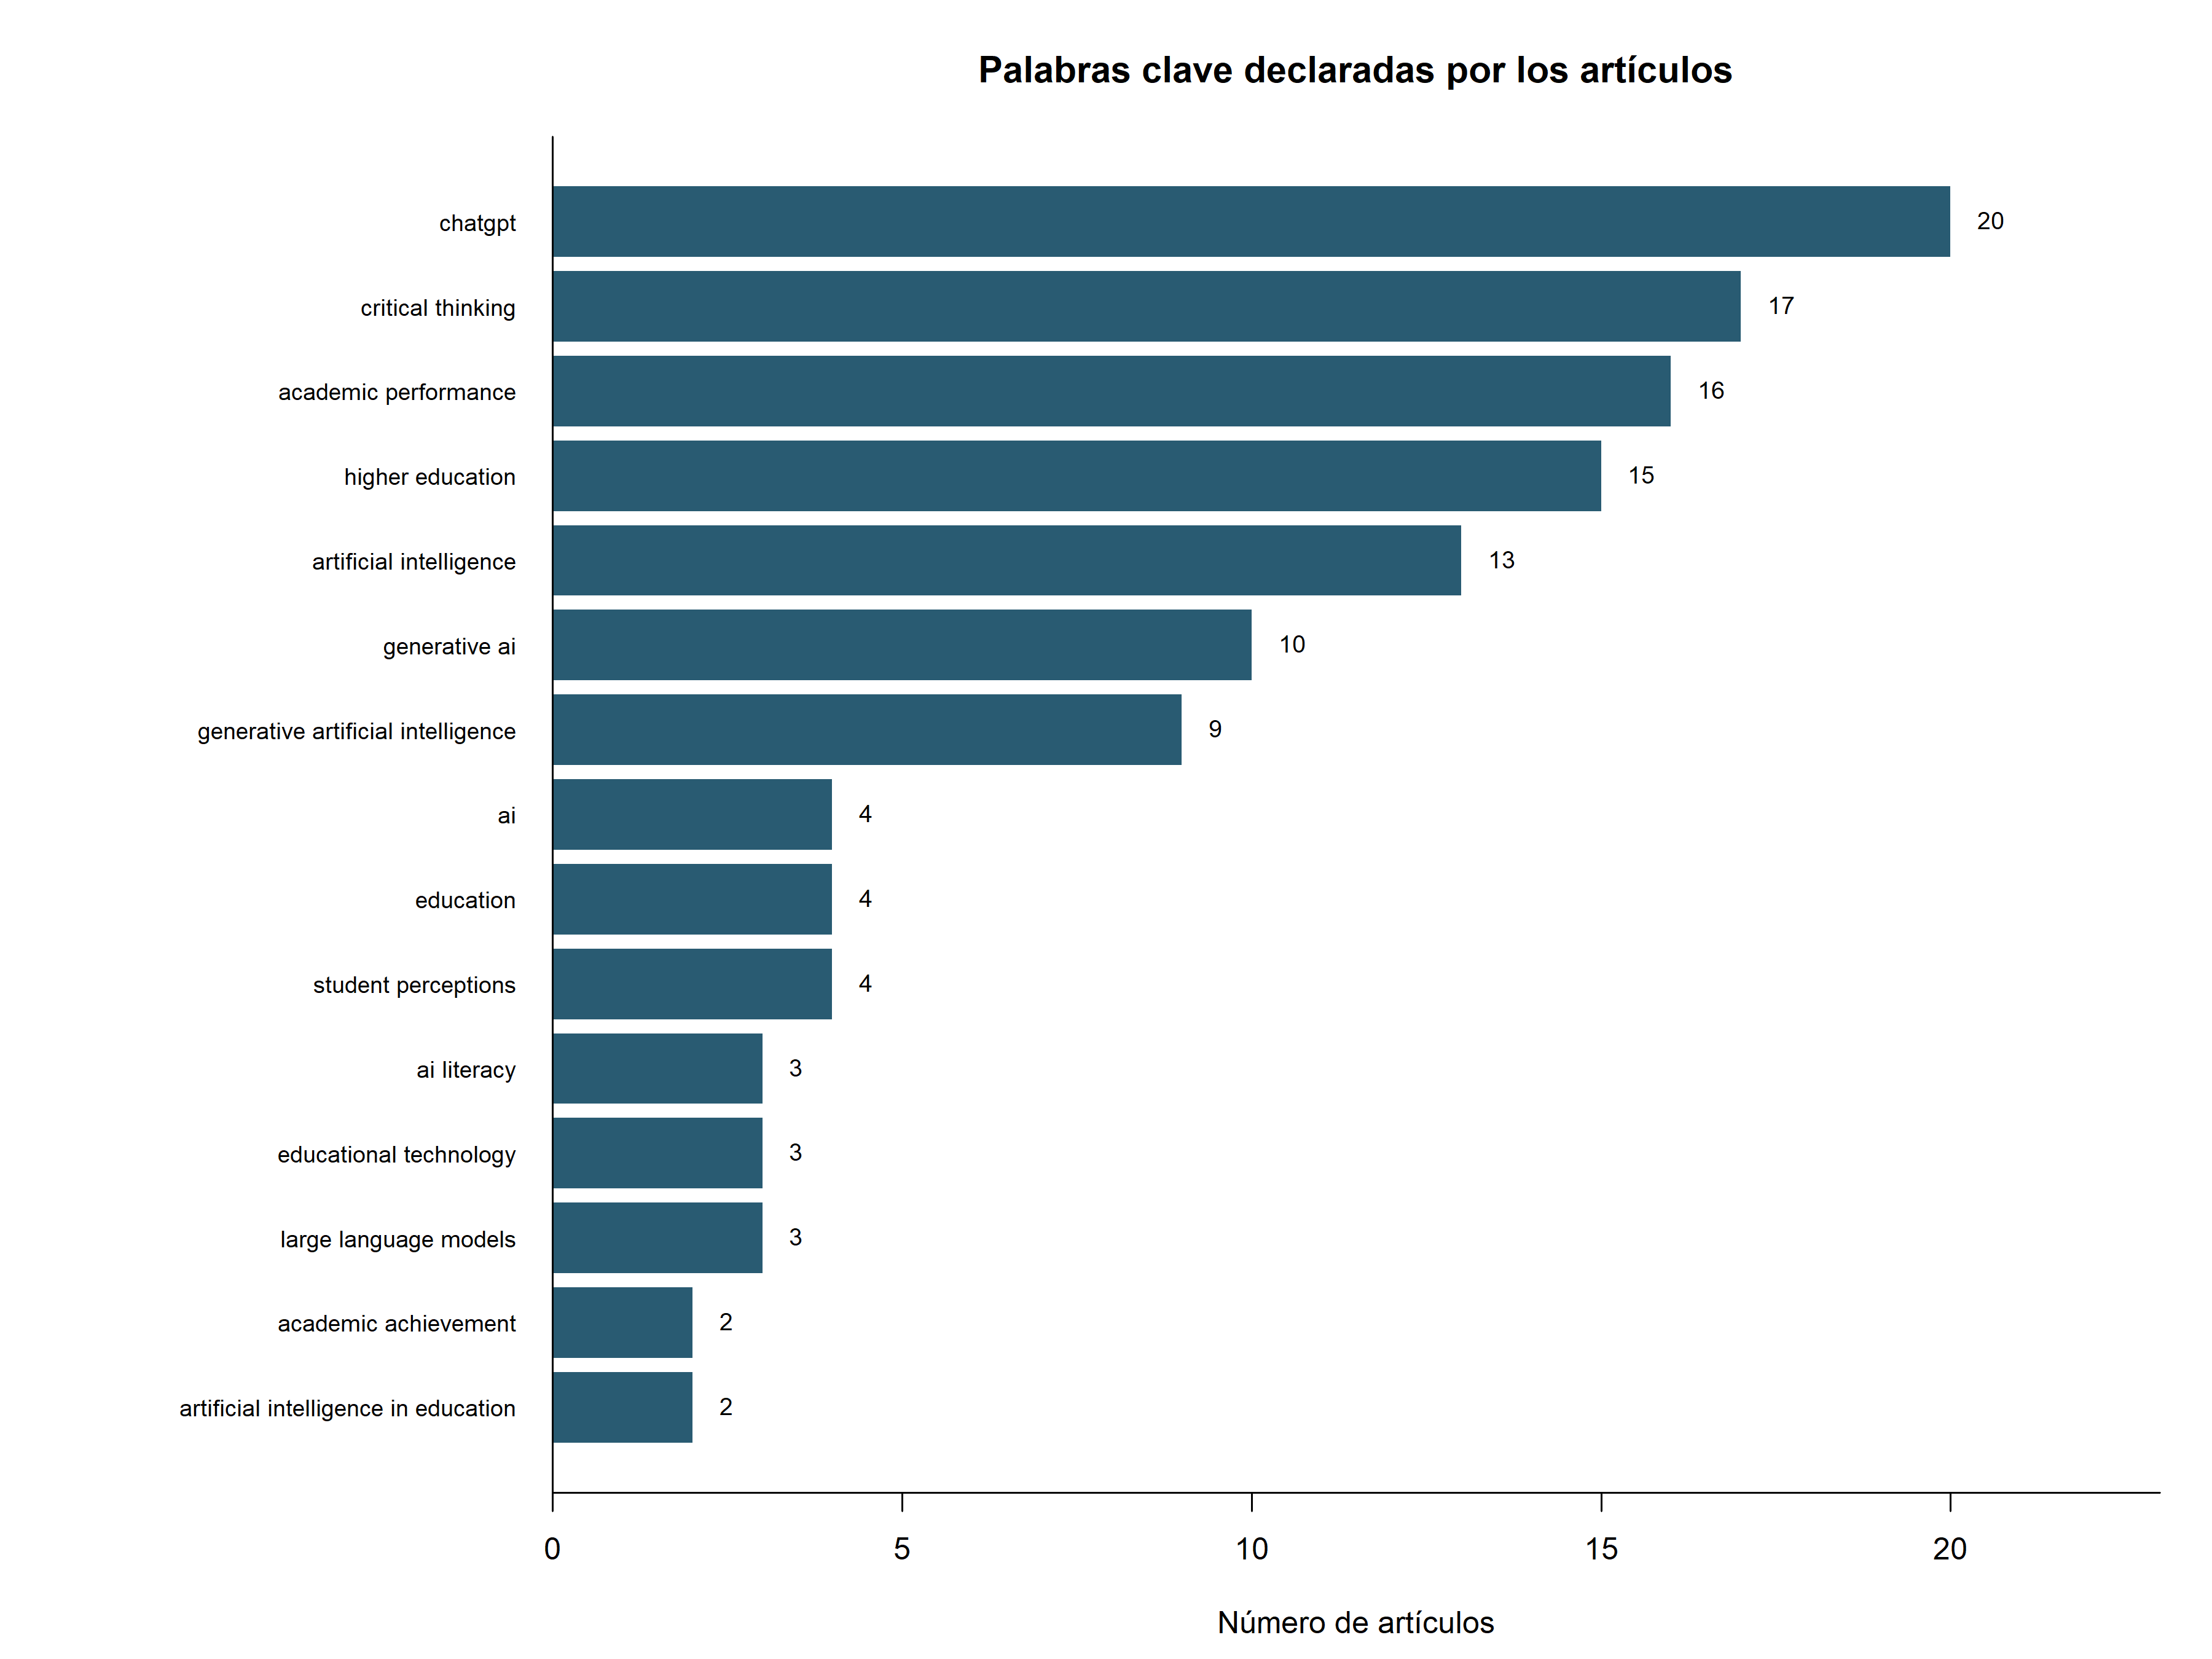 Palabras clave declaradas por los artículos
chatgpt 20
critical thinking 17
academic performance 16
higher education 15
artificial intelligence 13
generative ai 10
generative artificial intelligence 9
ai 4
education 4
student perceptions 4
ai literacy 3
educational technology 3
large language models 3
academic achievement 2
artificial intelligence in education 2
0 5 10 15 20
Número de artículos